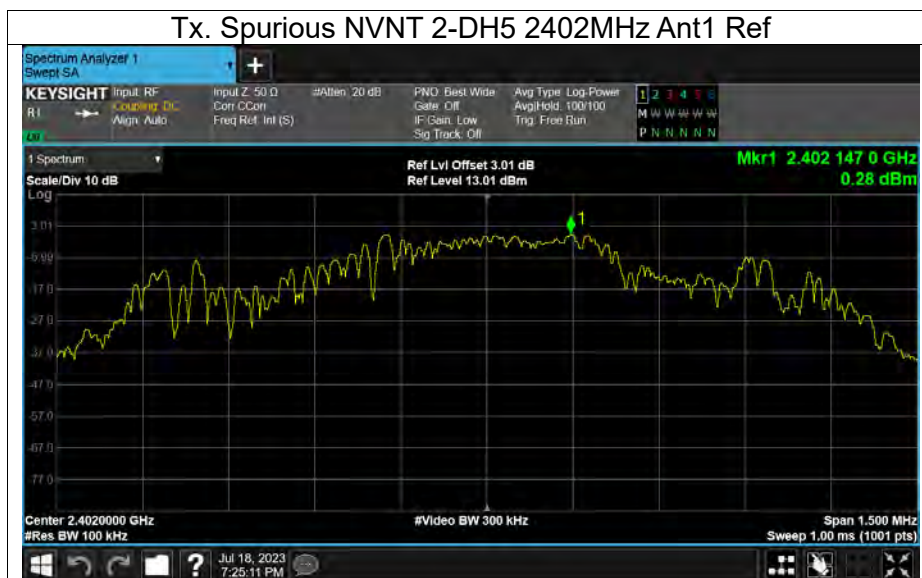 Tx. Spurious NVNT 2-DH5 2402MHz Ant1 Ref
Spectrum Analyzer 1
Swept SA
+
KEYSIGHT
RL
Input: RF
Coupling: DC
Align: Auto
Input Z: 50 Ω
Corr CCorr
Freq Ref: Int (S)
#Atten: 20 dB
PNO: Best Wide
Gate: Off
IF Gain: Low
Sig Track: Off
Avg Type: Log-Power
Avg|Hold: 100/100
Trig: Free Run
1 2 3 4 5 6
M W W W W W
P N N N N N
1 Spectrum
Scale/Div 10 dB
Log
Ref Lvl Offset 3.01 dB
Ref Level 13.01 dBm
Mkr1 2.402 147 0 GHz
0.28 dBm
1
3.01
-6.99
-17.0
-27.0
-37.0
-47.0
-57.0
-67.0
-77.0
Center 2.4020000 GHz
#Res BW 100 kHz
#Video BW 300 kHz
Span 1.500 MHz
Sweep 1.00 ms (1001 pts)
?
Jul 18, 2023
7:25:11 PM